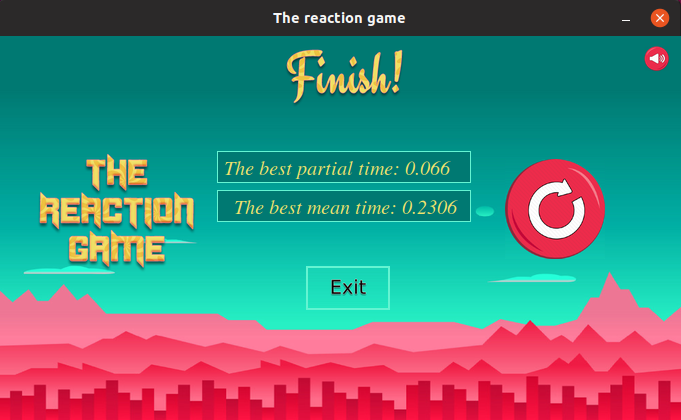 The reaction game
Finish!
THE
REACTION
GAME
The best partial time: 0.066
The best mean time: 0.2306
Exit